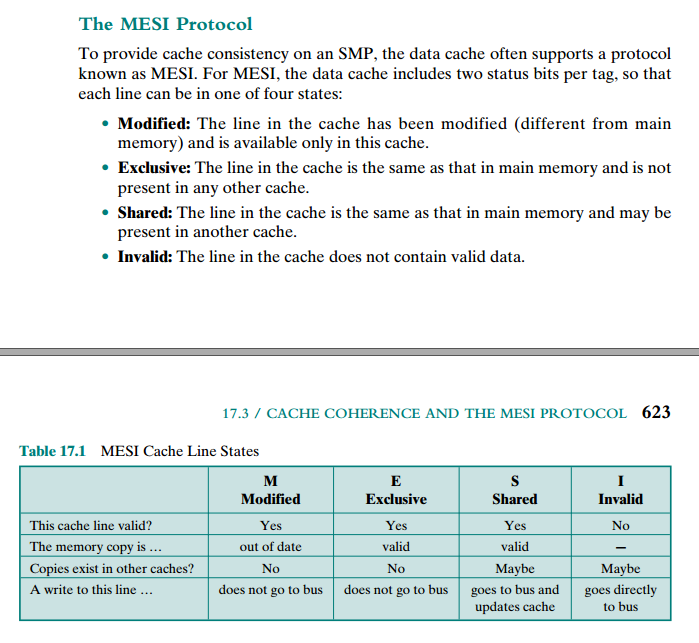 The MESI Protocol
To provide cache consistency on an SMP, the data cache often supports a protocol
known as MESI. For MESI, the data cache includes two status bits per tag, so that
each line can be in one of four states:
• Modified: The line in the cache has been modified (different from main
memory) and is available only in this cache.
• Exclusive: The line in the cache is the same as that in main memory and is not
present in any other cache.
• Shared: The line in the cache is the same as that in main memory and may be
present in another cache.
• Invalid: The line in the cache does not contain valid data.
17.3 / CACHE COHERENCE AND THE MESI PROTOCOL 623
Table 17.1 MESI Cache Line States
M E S I
Modified Exclusive Shared Invalid
This cache line valid? Yes Yes Yes No
The memory copy is … out of date valid valid —
Copies exist in other caches? No No Maybe Maybe
A write to this line … does not go to bus does not go to bus goes to bus and goes directly
updates cache to bus